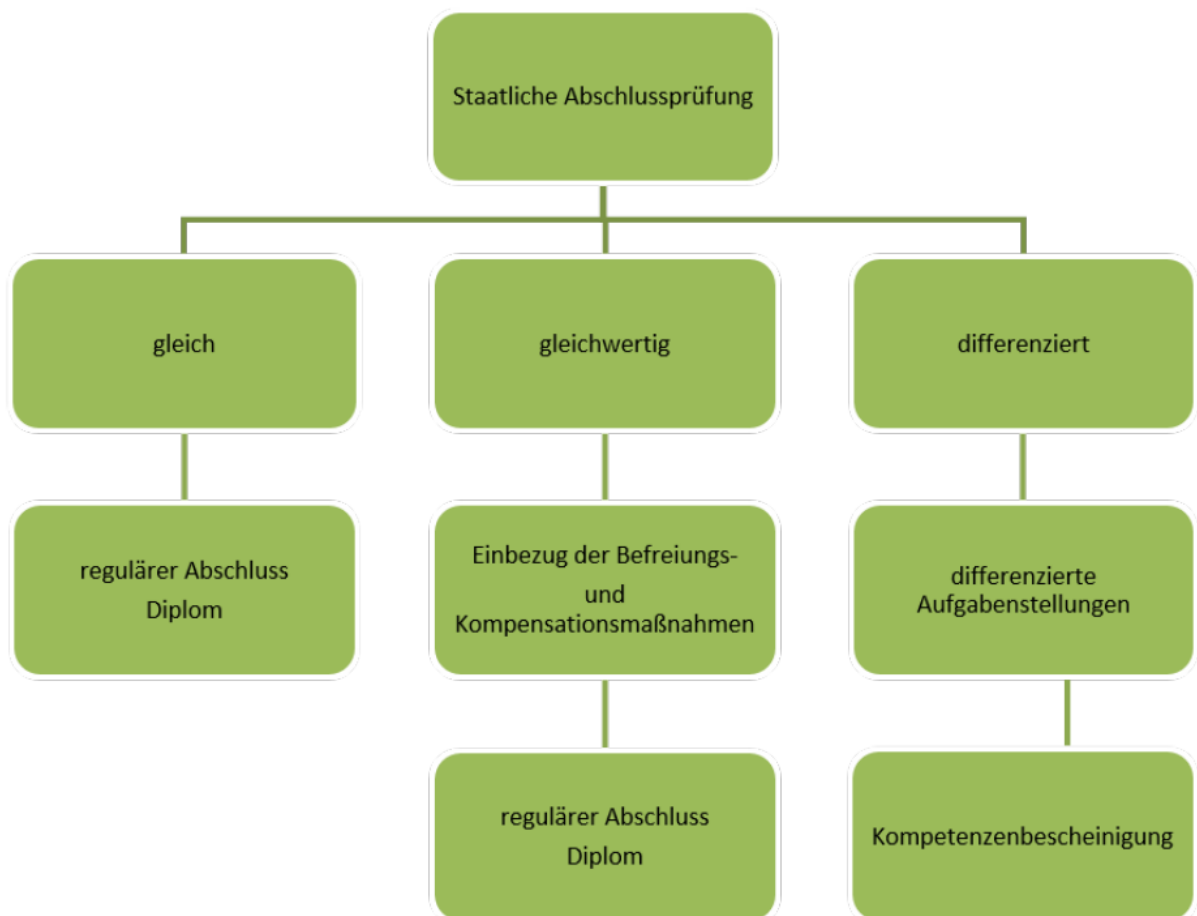 Staatliche Abschlussprüfung
gleich
gleichwertig
differenziert
regulärer Abschluss
Diplom
Einbezug der Befreiungs-
und
Kompensationsmaßnahmen
differenzierte
Aufgabenstellungen
regulärer Abschluss
Diplom
Kompetenzenbescheinigung